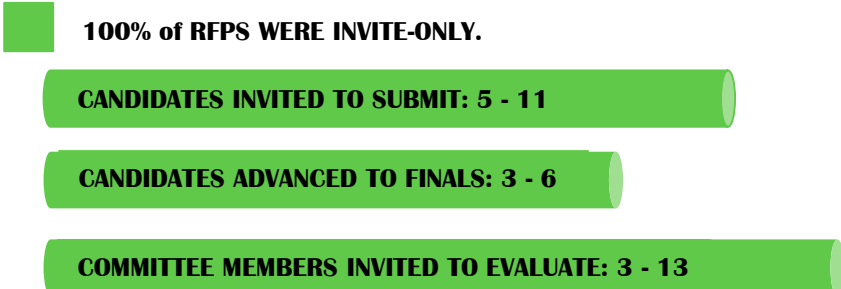 100% of RFPS WERE INVITE-ONLY.
CANDIDATES INVITED TO SUBMIT: 5 - 11
CANDIDATES ADVANCED TO FINALS: 3 - 6
COMMITTEE MEMBERS INVITED TO EVALUATE: 3 - 13